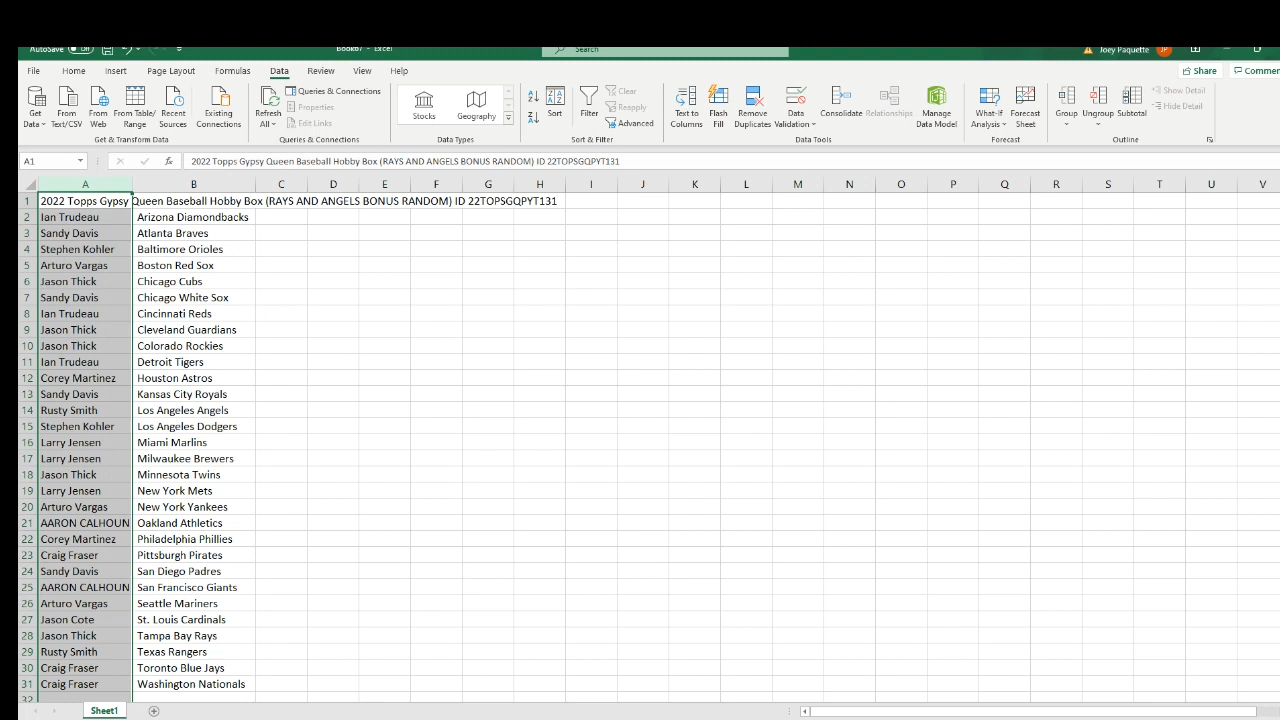 AutoSave Off Book67 - Excel Search Joey Paquette JP
File Home Insert Page Layout Formulas Data Review View Help Share Commen
Get Data From Text/CSV From Web From Table/ Range Recent Sources Existing Connections Refresh All Queries & Connections Properties Edit Links Stocks Geography Sort Filter Clear Reapply Advanced Text to Columns Flash Fill Remove Duplicates Data Validation Consolidate Relationships Manage Data Model What-If Analysis Forecast Sheet Group Ungroup Subtotal Show Detail Hide Detail
Get & Transform Data Queries & Connections Data Types Sort & Filter Data Tools Forecast Outline
A1 fx 2022 Topps Gypsy Queen Baseball Hobby Box (RAYS AND ANGELS BONUS RANDOM) ID 22TOPSGQPYT131
A B C D E F G H I J K L M N O P Q R S T U V
1 2022 Topps Gypsy Queen Baseball Hobby Box (RAYS AND ANGELS BONUS RANDOM) ID 22TOPSGQPYT131
2 Ian Trudeau Arizona Diamondbacks
3 Sandy Davis Atlanta Braves
4 Stephen Kohler Baltimore Orioles
5 Arturo Vargas Boston Red Sox
6 Jason Thick Chicago Cubs
7 Sandy Davis Chicago White Sox
8 Ian Trudeau Cincinnati Reds
9 Jason Thick Cleveland Guardians
10 Jason Thick Colorado Rockies
11 Ian Trudeau Detroit Tigers
12 Corey Martinez Houston Astros
13 Sandy Davis Kansas City Royals
14 Rusty Smith Los Angeles Angels
15 Stephen Kohler Los Angeles Dodgers
16 Larry Jensen Miami Marlins
17 Larry Jensen Milwaukee Brewers
18 Jason Thick Minnesota Twins
19 Larry Jensen New York Mets
20 Arturo Vargas New York Yankees
21 AARON CALHOUN Oakland Athletics
22 Corey Martinez Philadelphia Phillies
23 Craig Fraser Pittsburgh Pirates
24 Sandy Davis San Diego Padres
25 AARON CALHOUN San Francisco Giants
26 Arturo Vargas Seattle Mariners
27 Jason Cote St. Louis Cardinals
28 Jason Thick Tampa Bay Rays
29 Rusty Smith Texas Rangers
30 Craig Fraser Toronto Blue Jays
31 Craig Fraser Washington Nationals
32
Sheet1